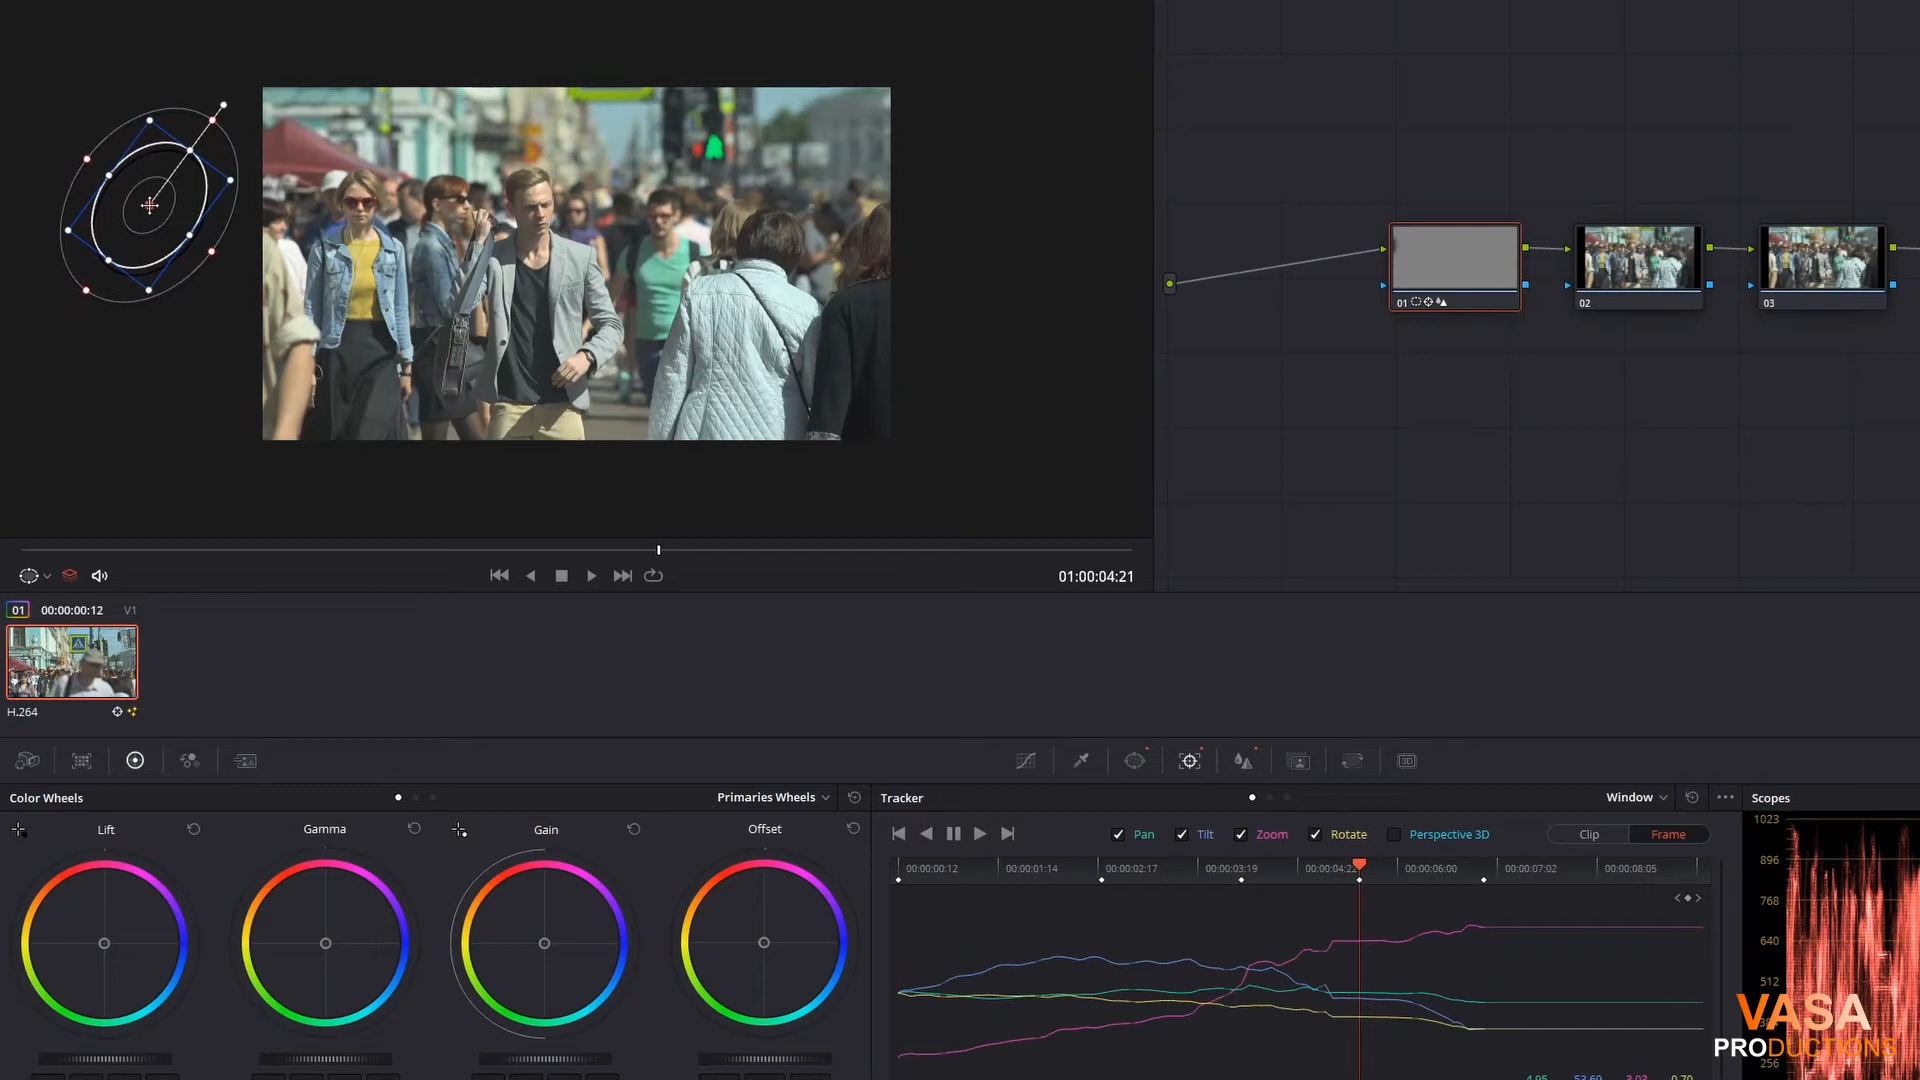 01
02
03
01:00:04:21
01 00:00:00:12 V1
H.264
3D
Color Wheels
Primaries Wheels
Tracker
Window
Scopes
Lift
Gamma
Gain
Offset
Pan
Tilt
Zoom
Rotate
Perspective 3D
Clip
Frame
00:00:00:12
00:00:01:14
00:00:02:17
00:00:03:19
00:00:04:22
00:00:06:00
00:00:07:02
00:00:08:05
1023
896
768
640
512
256
VASA
PRODUCTIONS